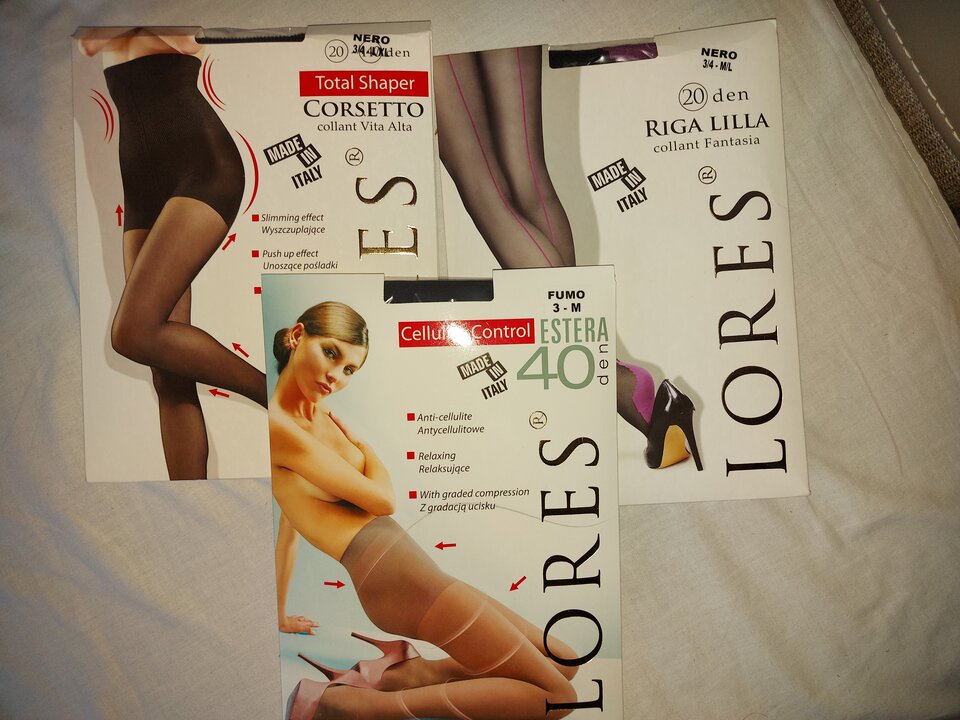 NERO
3/4 - L/XL
20 40 den
Total Shaper
CORSETTO
collant Vita Alta
MADE
IN
ITALY
®
ES
Slimming effect
Wyszczuplające
Push up effect
Unoszące pośladki
NERO
3/4 - M/L
20 den
RIGA LILLA
collant Fantasia
MADE
IN
ITALY
®
LORES
FUMO
3 - M
Cellulite Control
ESTERA
40 den
MADE
IN
ITALY
®
Anti-cellulite
Antycellulitowe
Relaxing
Relaksujące
With graded compression
Z gradacją ucisku
LORES